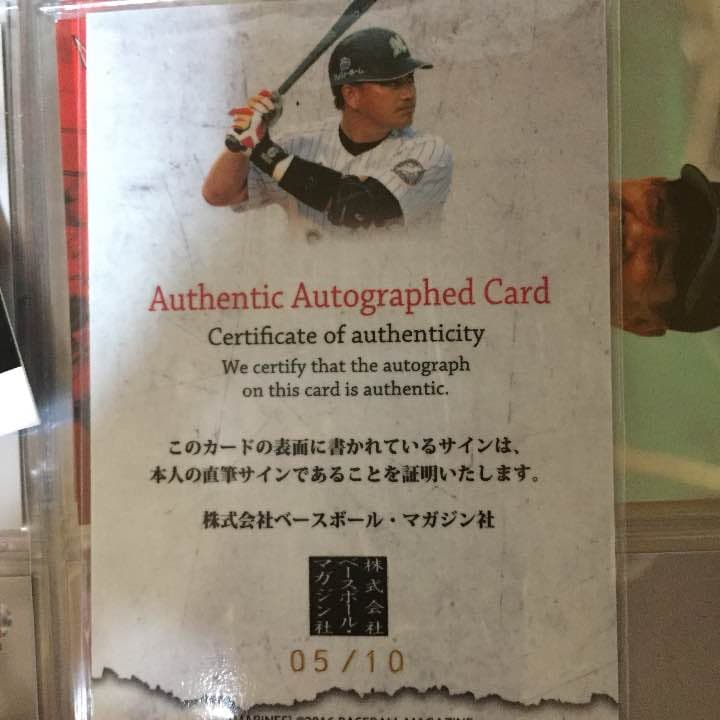 Authentic Autographed Card
Certificate of authenticity
We certify that the autograph
on this card is authentic.
このカードの表面に書かれているサインは、
本人の直筆サインであることを証明いたします。
株式会社ベースボール・マガジン社
株式会社
ベースボール・
マガジン社
05/10